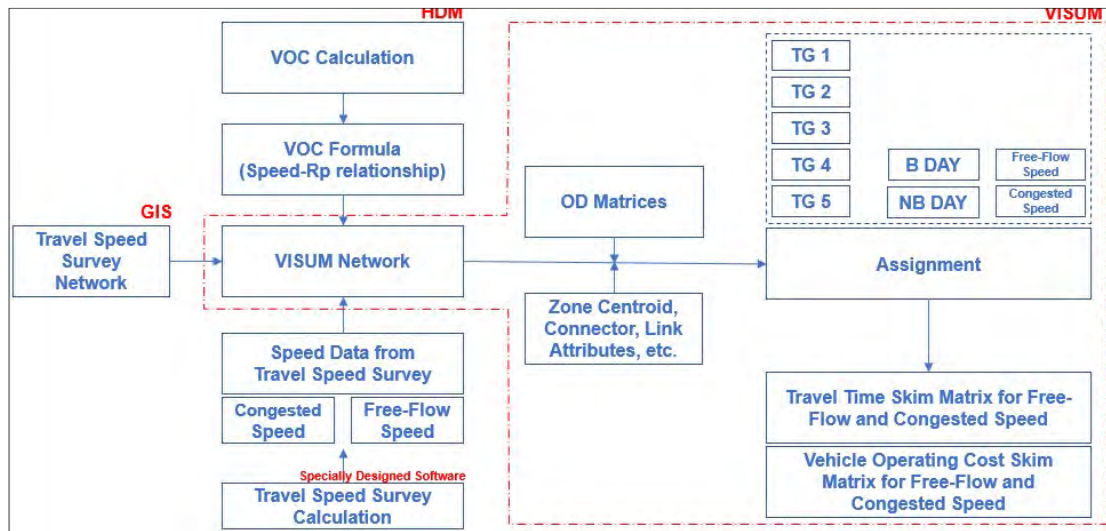 HDM
VISUM
VOC Calculation
VOC Formula
(Speed-Rp relationship)
GIS
Travel Speed
Survey
Network
VISUM Network
OD Matrices
Zone Centroid,
Connector, Link
Attributes, etc.
Speed Data from
Travel Speed Survey
Congested
Speed
Free-Flow
Speed
Specially Designed Software
Travel Speed Survey
Calculation
TG 1
TG 2
TG 3
TG 4
TG 5
B DAY
NB DAY
Free-Flow
Speed
Congested
Speed
Assignment
Travel Time Skim Matrix for Free-
Flow and Congested Speed
Vehicle Operating Cost Skim
Matrix for Free-Flow and
Congested Speed